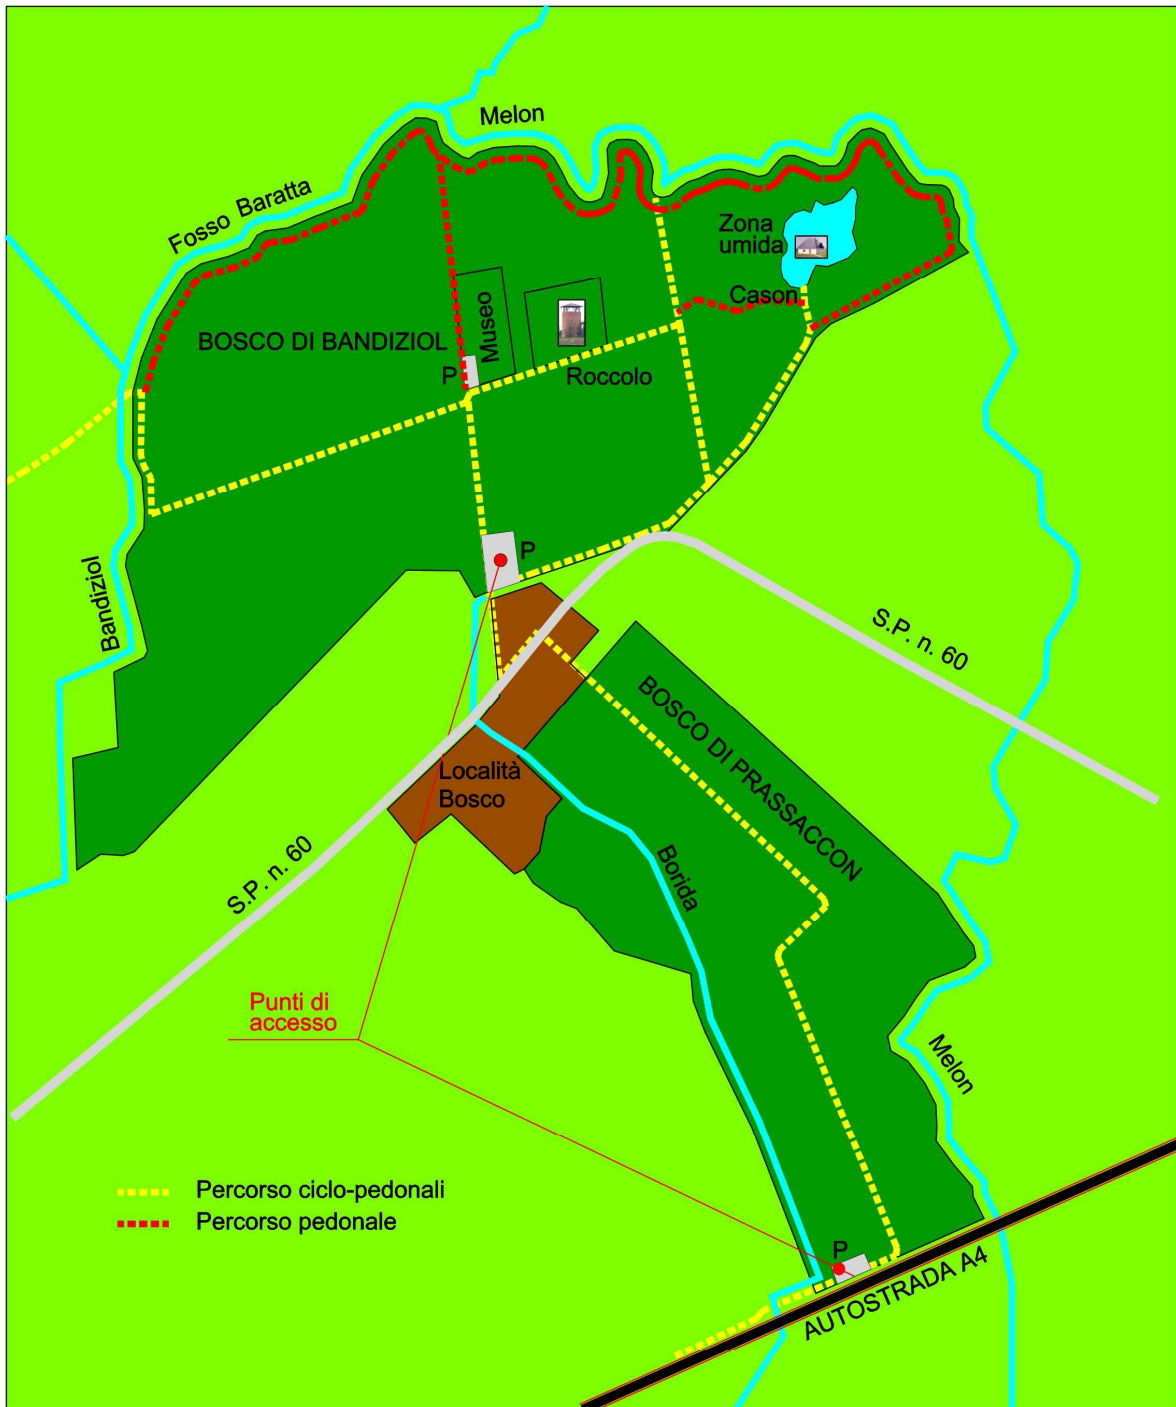 Melon
Fosso Baratta
Zona
umida
Cason
BOSCO DI BANDIZIOL
Museo
P
Roccolo
P
Bandiziol
S.P. n. 60
BOSCO DI PRASSACCON
Località
Bosco
S.P. n. 60
Borida
Punti di
accesso
Melon
Percorso ciclo-pedonali
Percorso pedonale
P
AUTOSTRADA A4